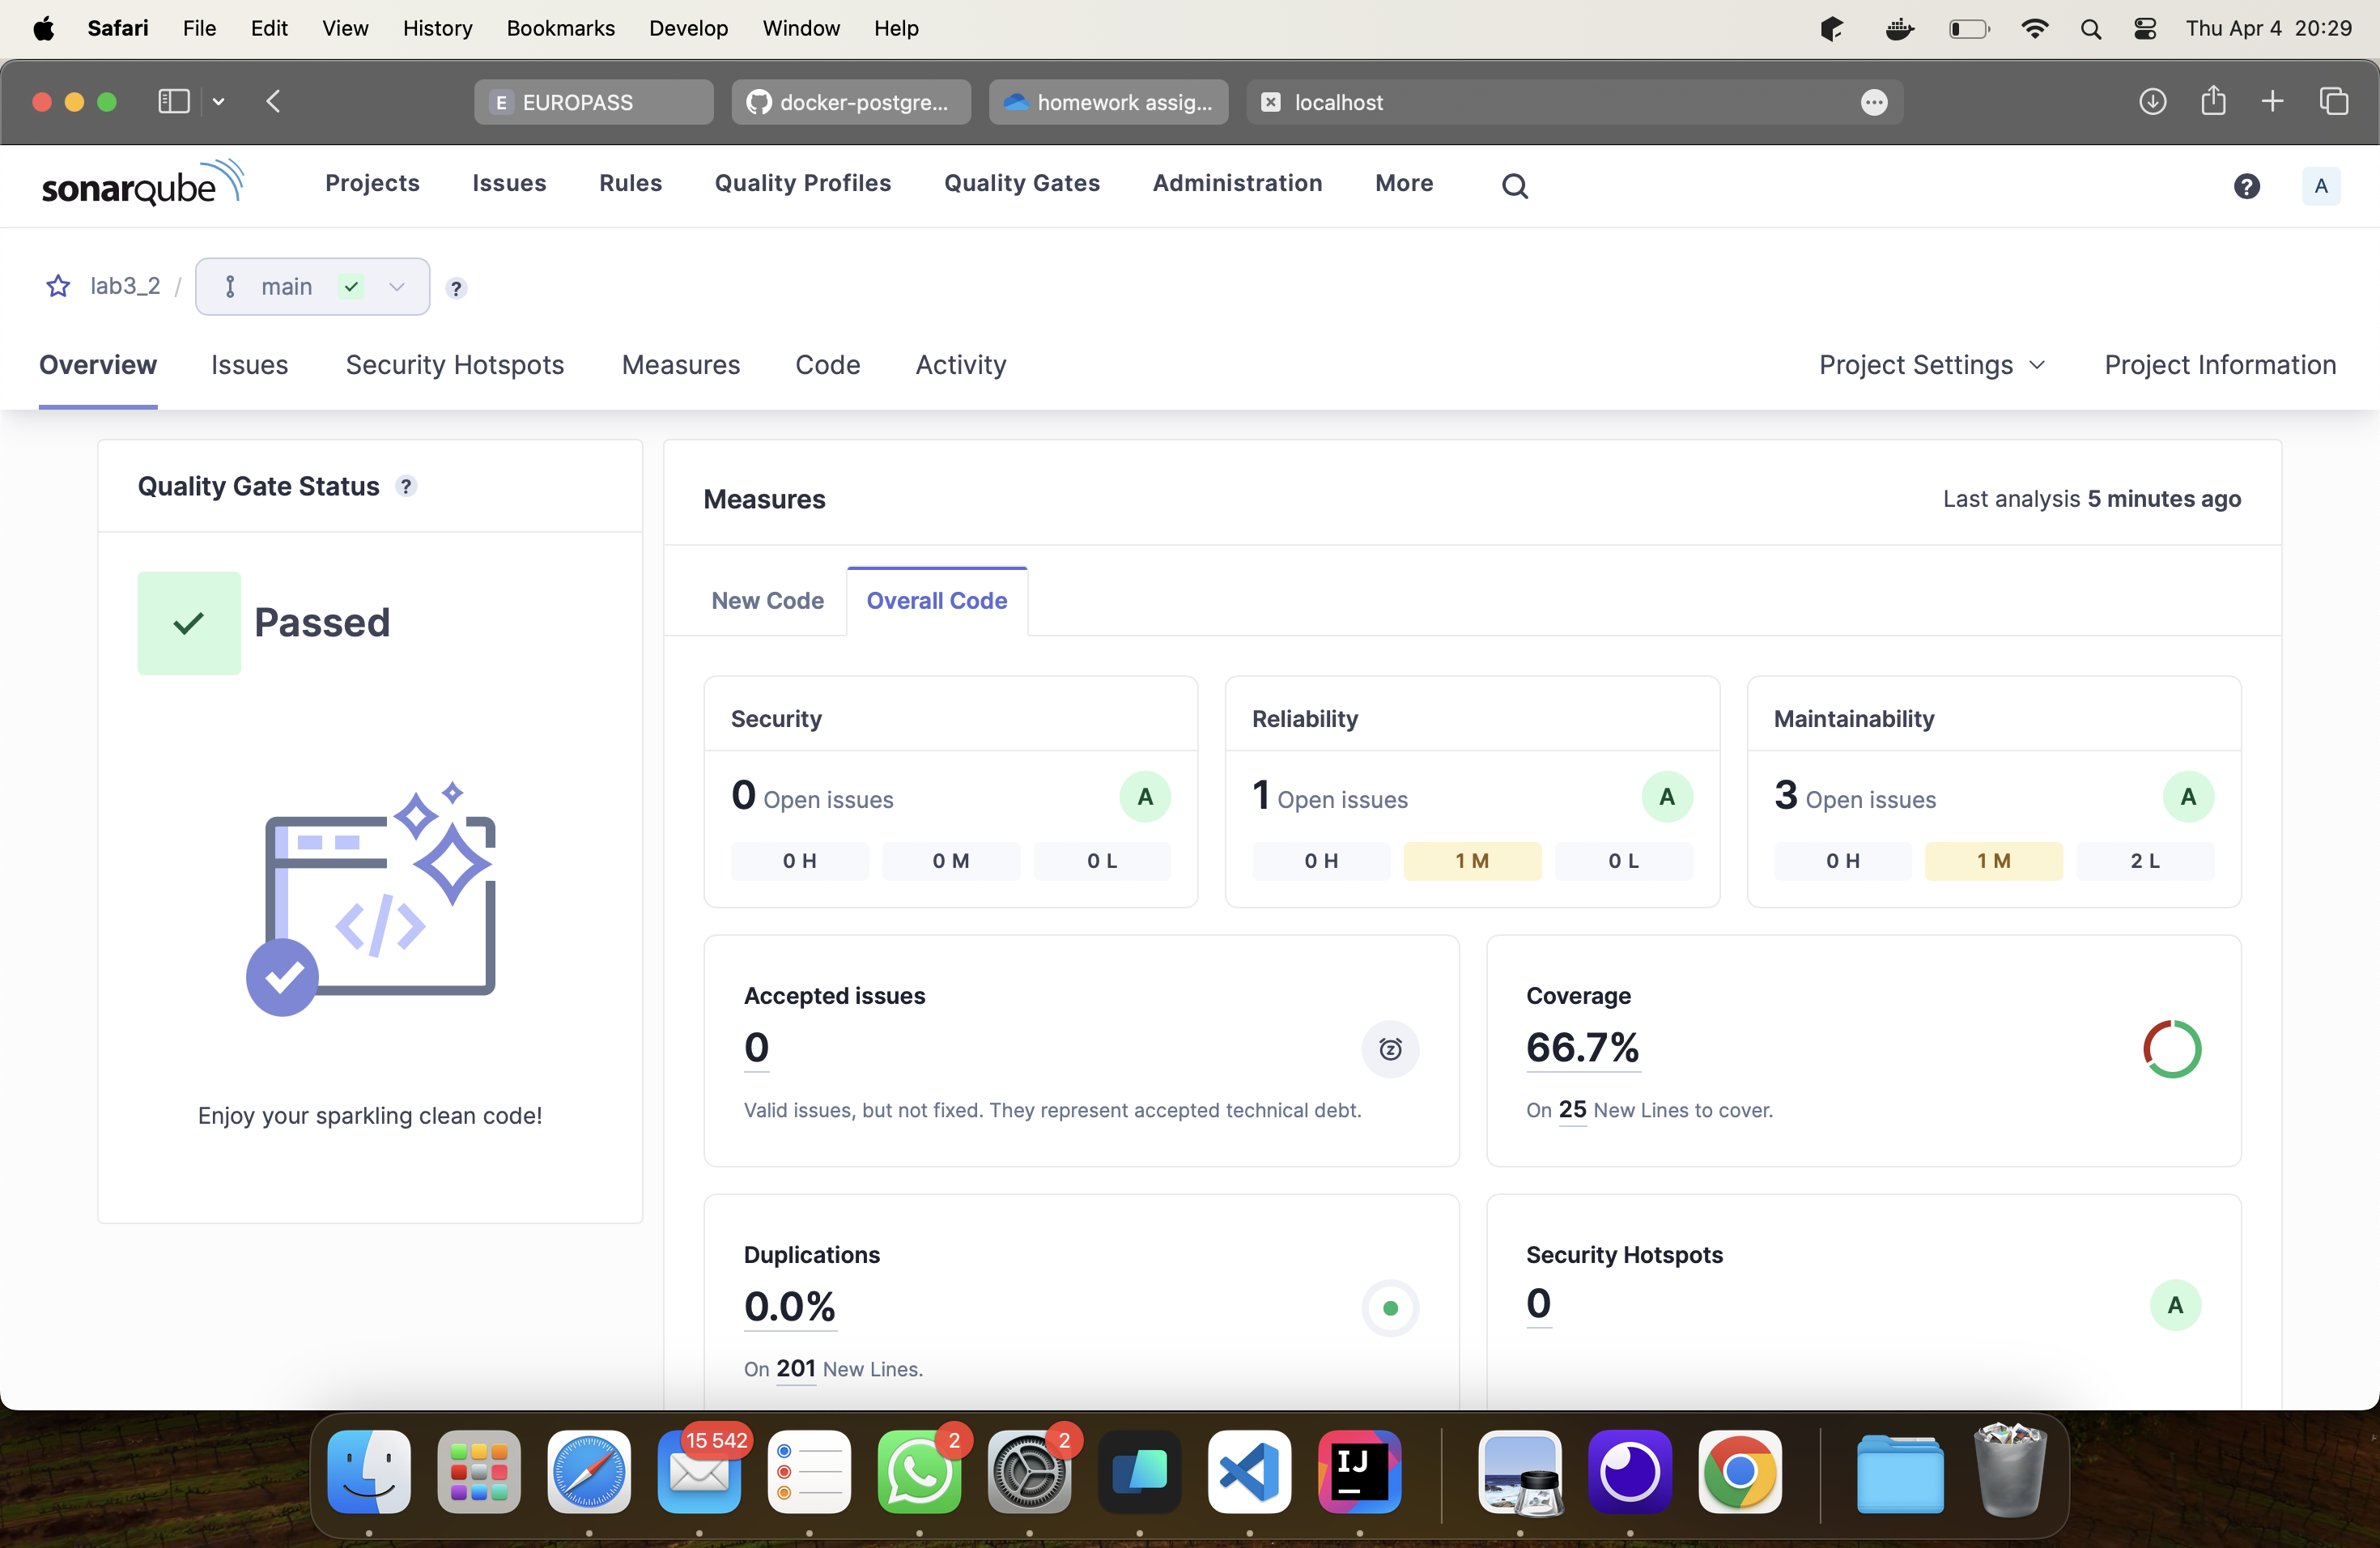 Safari File Edit View History Bookmarks Develop Window Help Thu Apr 4 20:29
E EUROPASS docker-postgre... homework assig... localhost
sonarqube Projects Issues Rules Quality Profiles Quality Gates Administration More ? A
lab3_2 / main ?
Overview Issues Security Hotspots Measures Code Activity Project Settings Project Information
Quality Gate Status ?
Passed
Enjoy your sparkling clean code!
Measures Last analysis 5 minutes ago
New Code Overall Code
Security
0 Open issues A
0 H 0 M 0 L
Reliability
1 Open issues A
0 H 1 M 0 L
Maintainability
3 Open issues A
0 H 1 M 2 L
Accepted issues
0
Valid issues, but not fixed. They represent accepted technical debt.
Coverage
66.7%
On 25 New Lines to cover.
Duplications
0.0%
On 201 New Lines.
Security Hotspots
0 A
15 542 2 2
IJ